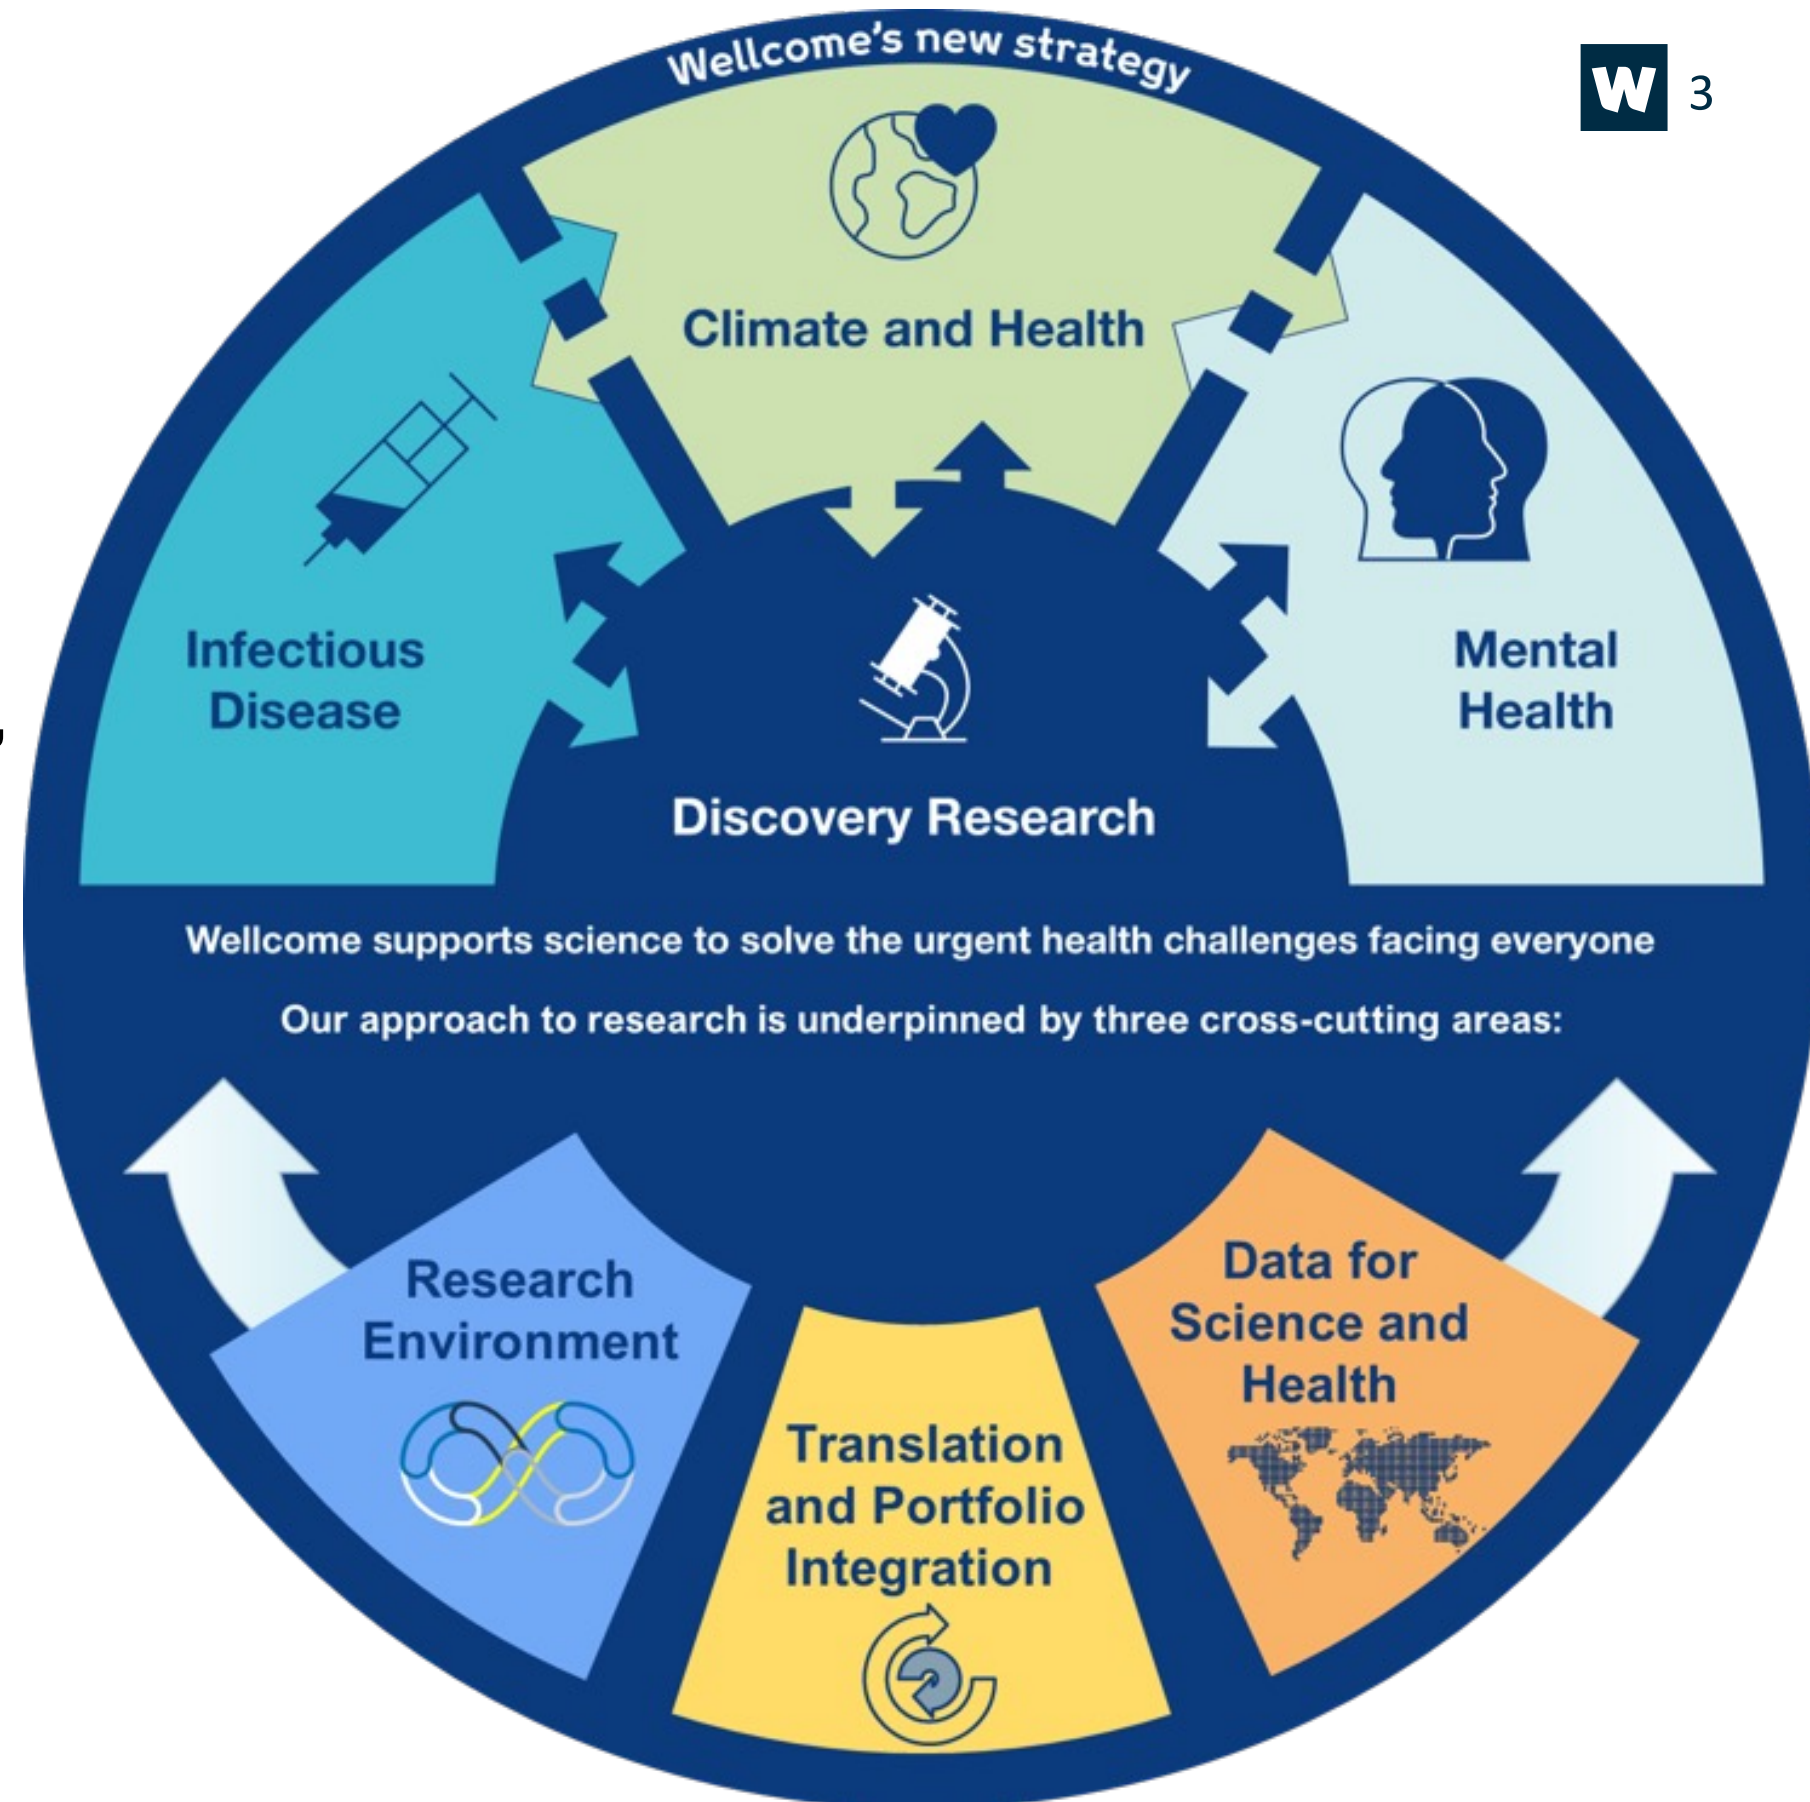 Wellcome's new strategy
W 3
Climate and Health
Infectious
Disease
Mental
Health
Discovery Research
Wellcome supports science to solve the urgent health challenges facing everyone
Our approach to research is underpinned by three cross-cutting areas:
Research
Environment
Translation
and Portfolio
Integration
Data for
Science and
Health